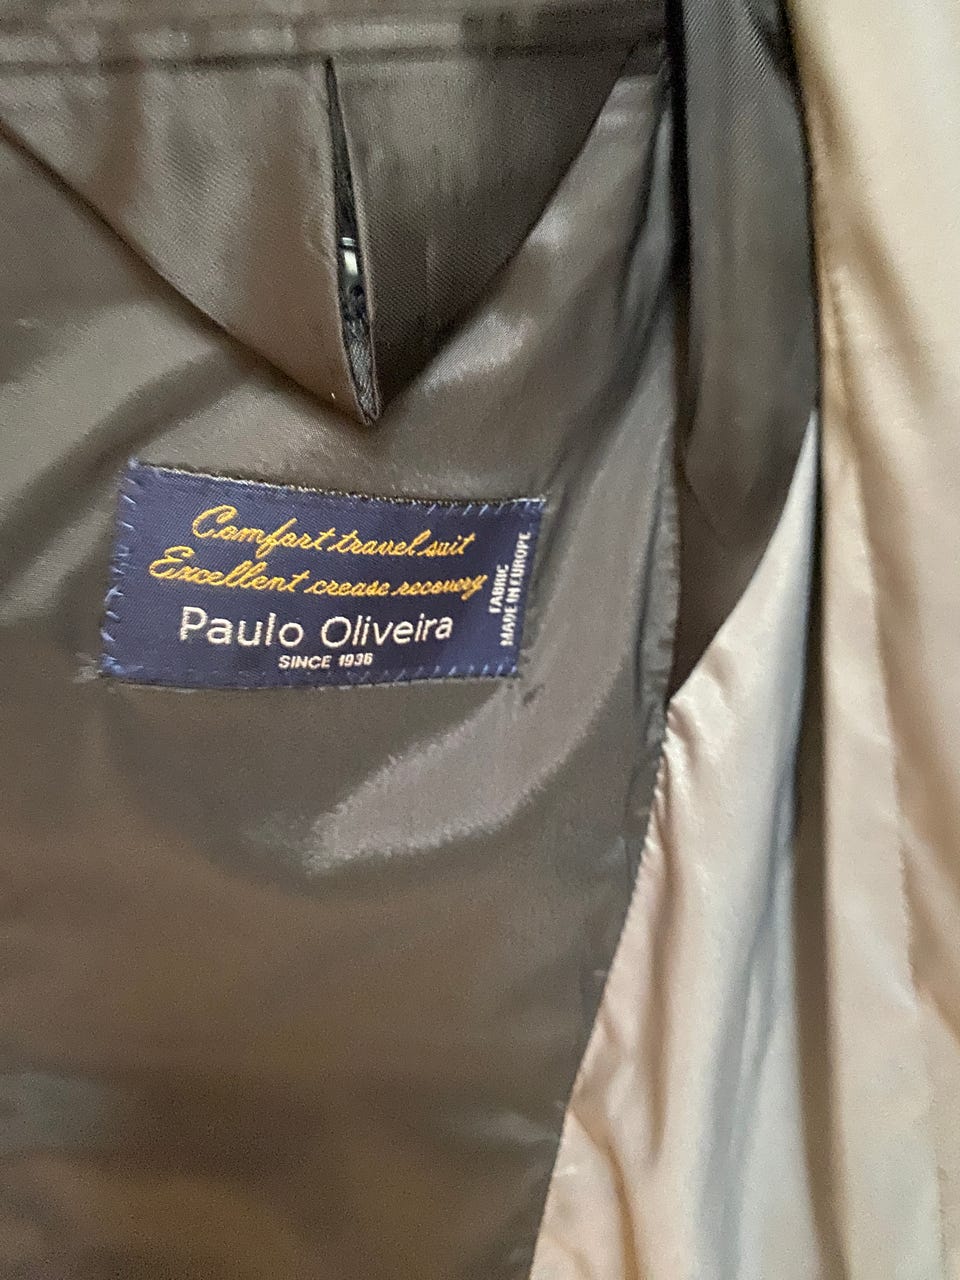 Comfort travel suit
Excellent crease recovery
Paulo Oliveira
SINCE 1936
FABRIC
MADE IN EUROPE